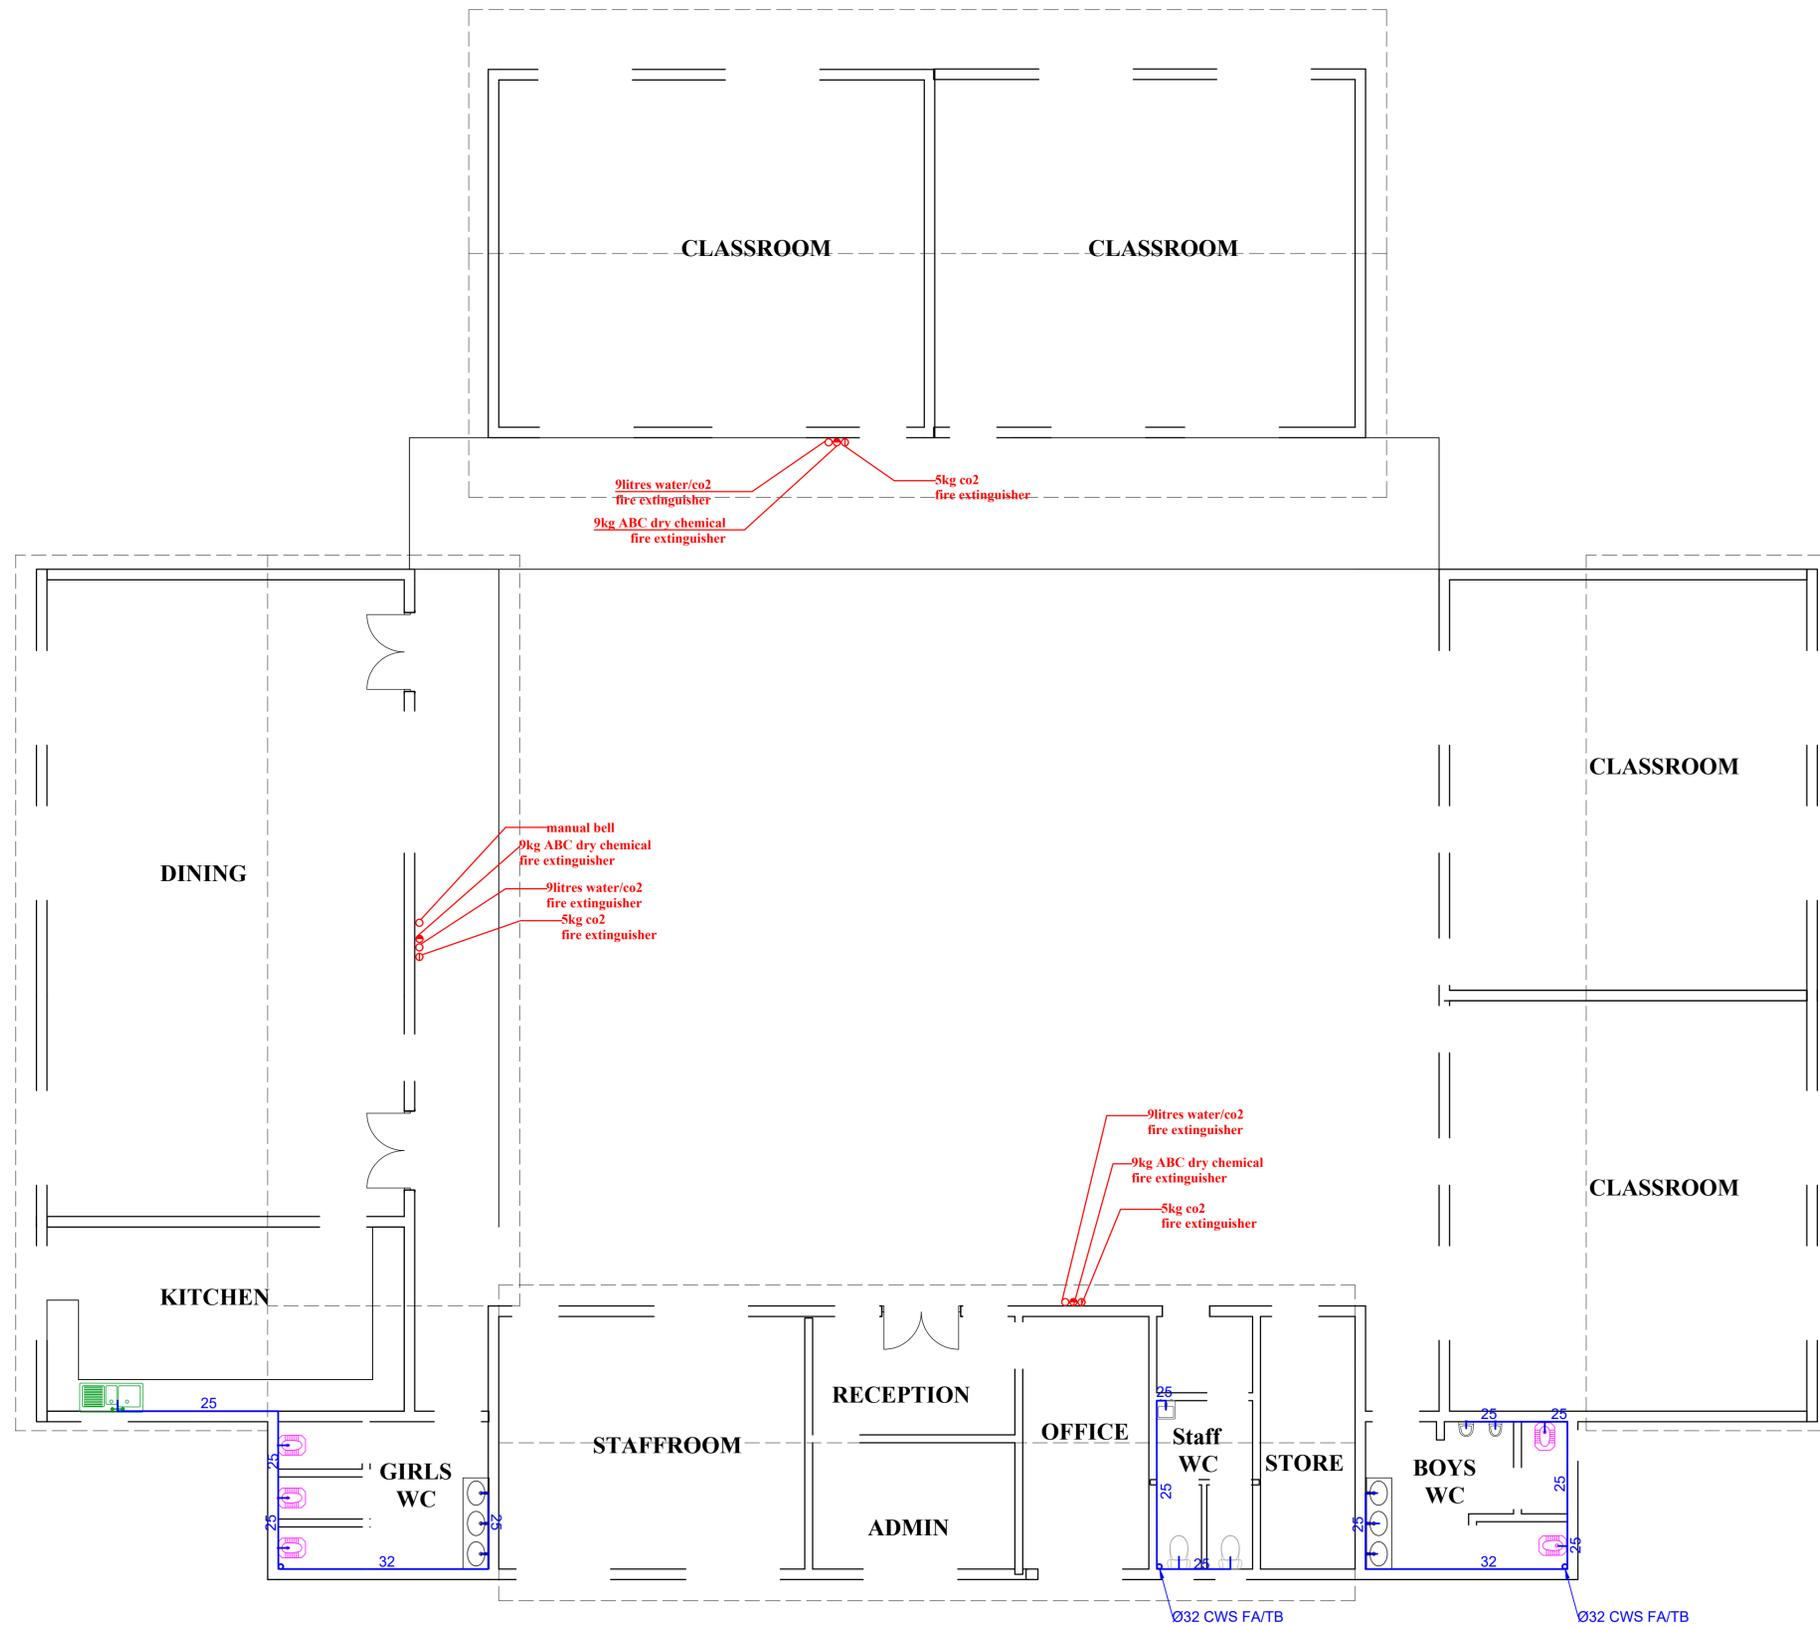 CLASSROOM
CLASSROOM
9litres water/co2
fire extinguisher
5kg co2
fire extinguisher
9kg ABC dry chemical
fire extinguisher
CLASSROOM
manual bell
9kg ABC dry chemical
fire extinguisher
DINING
9litres water/co2
fire extinguisher
5kg co2
fire extinguisher
9litres water/co2
fire extinguisher
9kg ABC dry chemical
fire extinguisher
CLASSROOM
5kg co2
fire extinguisher
KITCHEN
25
RECEPTION
25
25
25
OFFICE
Staff
WC
STAFFROOM
25
GIRLS
WC
STORE
BOYS
WC
25
25
25
25
ADMIN
25
25
32
25
32
Ø32 CWS FA/TB
Ø32 CWS FA/TB
25